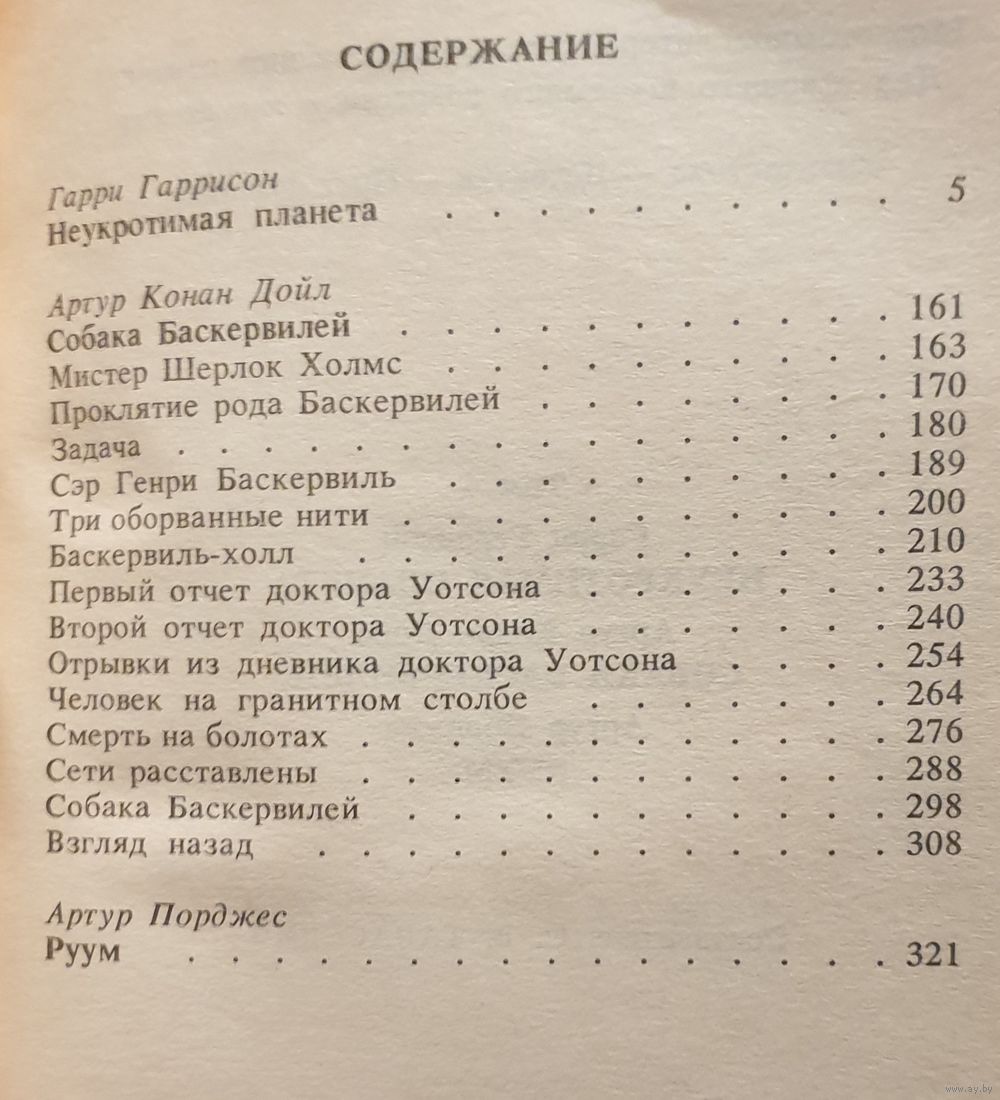 СОДЕРЖАНИЕ
Гарри Гаррисон
Неукротимая планета . . . . . . . . . . 5
Артур Конан Дойл
Собака Баскервилей . . . . . . . . . . . 161
Мистер Шерлок Холмс . . . . . . . . . . 163
Проклятие рода Баскервилей . . . . . . . . 170
Задача . . . . . . . . . . . . . . . . 180
Сэр Генри Баскервиль . . . . . . . . . . 189
Три оборванные нити . . . . . . . . . . . 200
Баскервиль-холл . . . . . . . . . . . . 210
Первый отчет доктора Уотсона . . . . . . . 233
Второй отчет доктора Уотсона . . . . . . . 240
Отрывки из дневника доктора Уотсона . . . . 254
Человек на гранитном столбе . . . . . . . 264
Смерть на болотах . . . . . . . . . . . . 276
Сети расставлены . . . . . . . . . . . . 288
Собака Баскервилей . . . . . . . . . . . 298
Взгляд назад . . . . . . . . . . . . . 308
Артур Порджес
Руум . . . . . . . . . . . . . . . . 321
www.ay.by